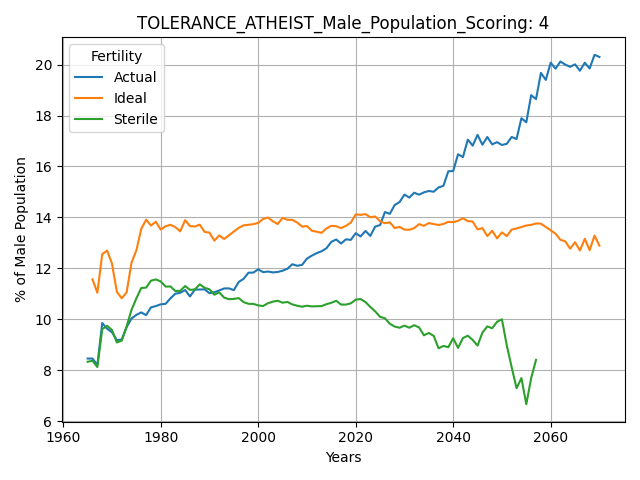 TOLERANCE_ATHEIST_Male_Population_Scoring: 4
Fertility
Actual
Ideal
Sterile
% of Male Population
20
18
16
14
12
10
8
6
1960
1980
2000
2020
2040
2060
Years